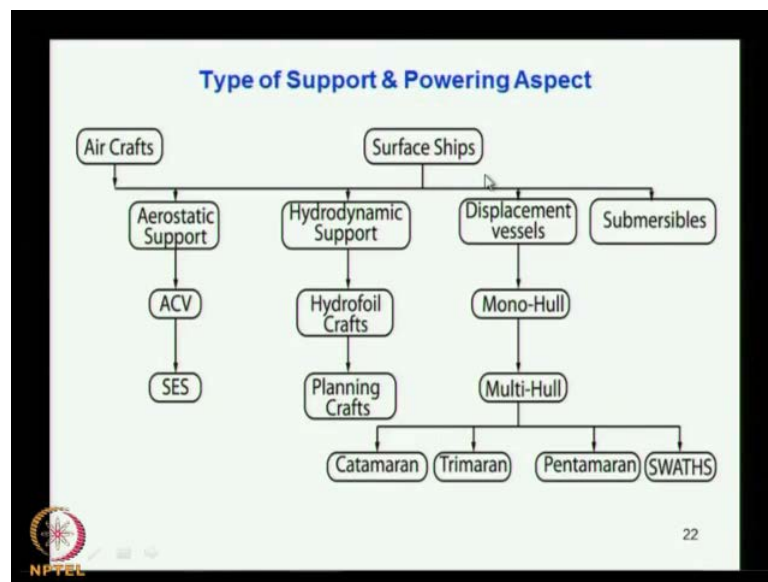 Type of Support & Powering Aspect
Air Crafts
Surface Ships
Aerostatic
Support
Hydrodynamic
Support
Displacement
vessels
Submersibles
ACV
Hydrofoil
Crafts
Mono-Hull
SES
Planning
Crafts
Multi-Hull
Catamaran
Trimaran
Pentamaran
SWATHS
22
NPTEL